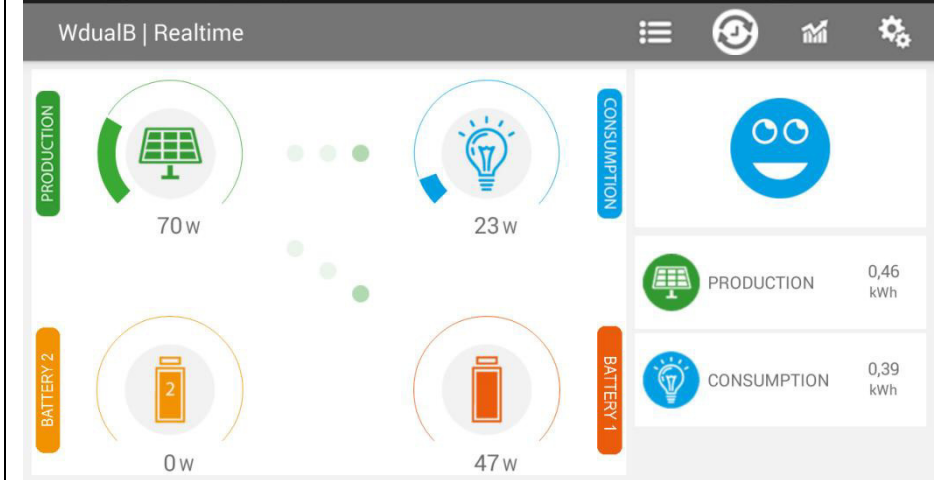 WdualB | Realtime
PRODUCTION
70 W
CONSUMPTION
23 W
BATTERY 2
2
0 W
BATTERY 1
47 W
PRODUCTION
0,46
kWh
CONSUMPTION
0,39
kWh